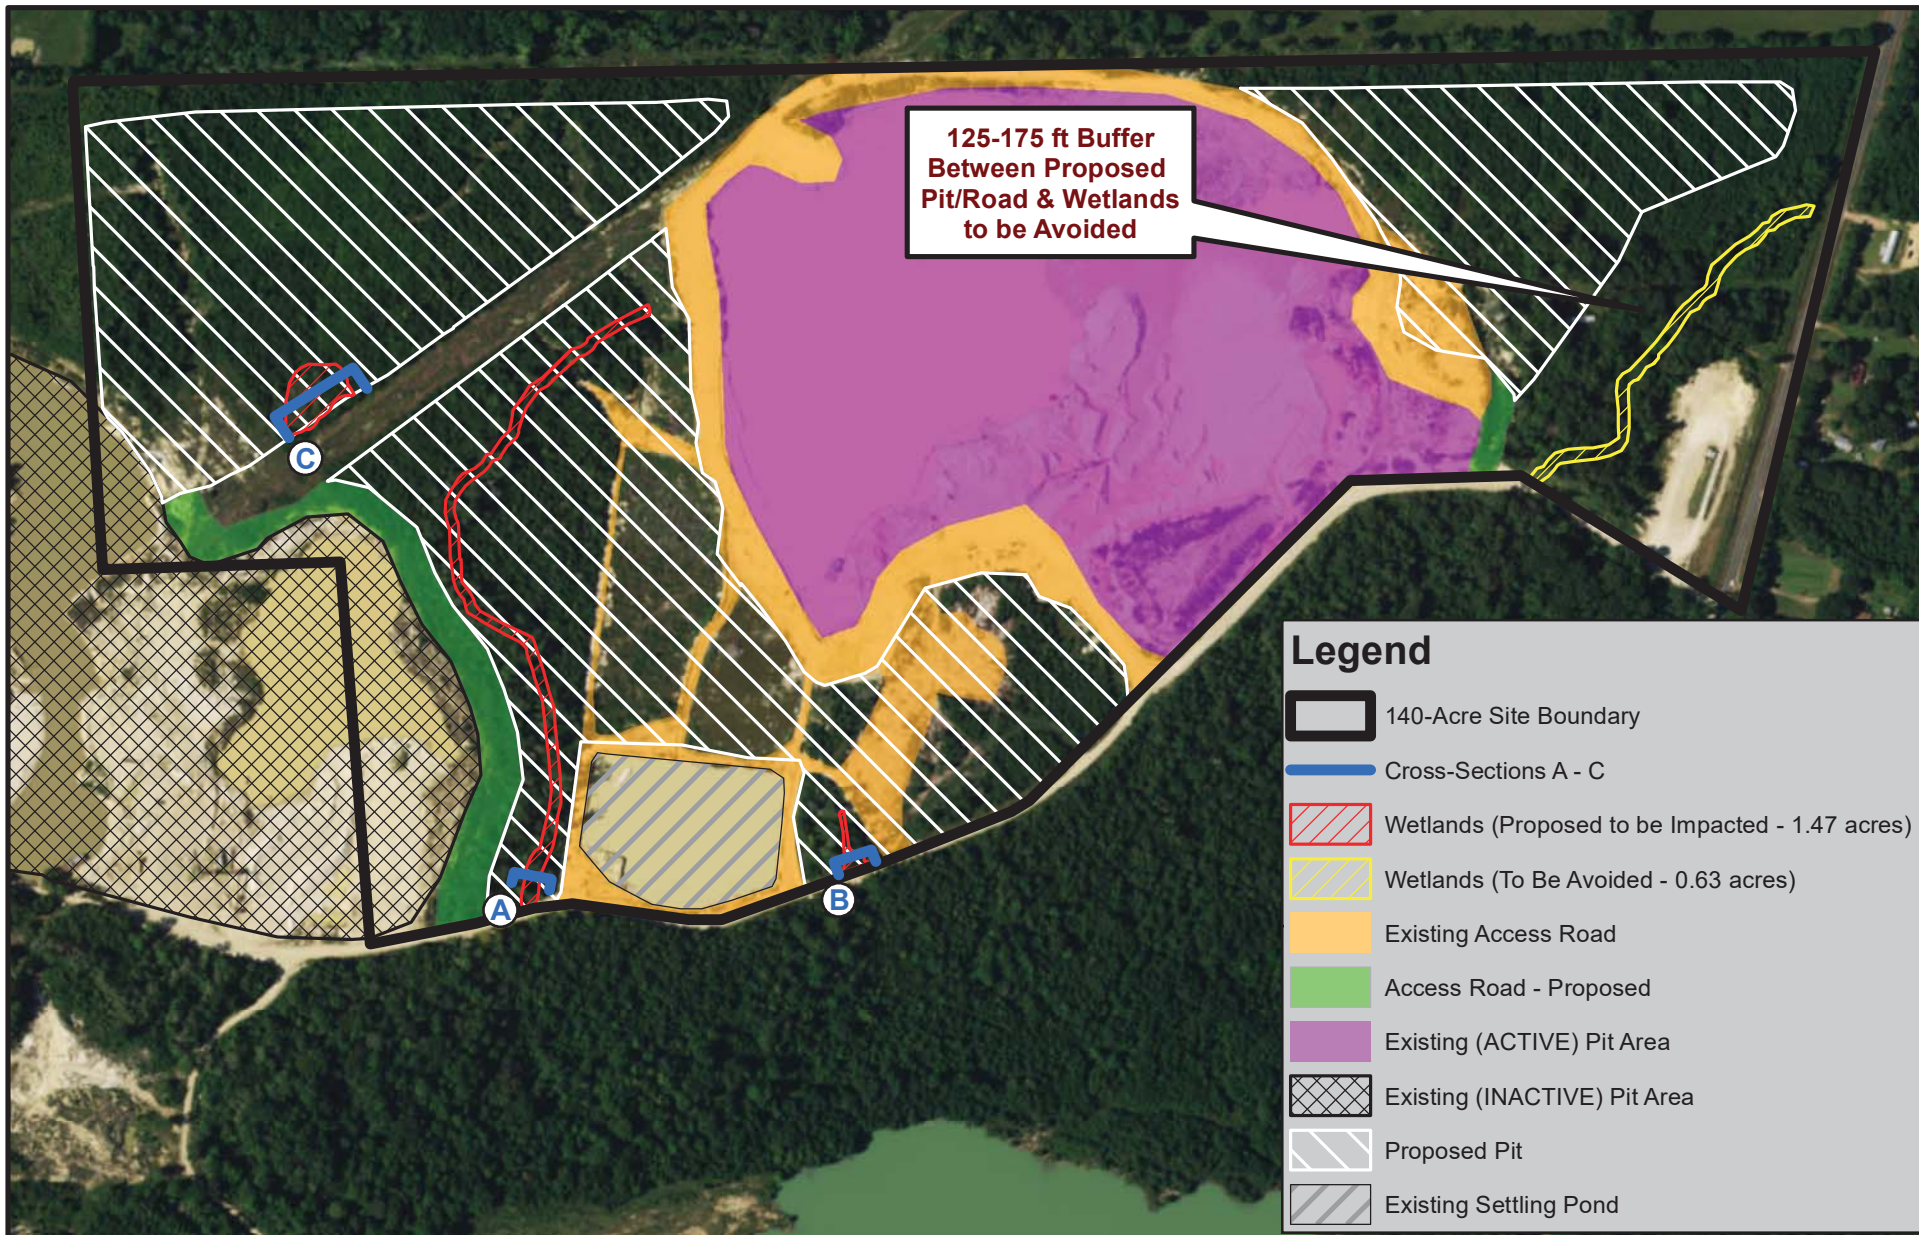 125-175 ft Buffer
Between Proposed
Pit/Road & Wetlands
to be Avoided
C
A
B
Legend
140-Acre Site Boundary
Cross-Sections A - C
Wetlands (Proposed to be Impacted - 1.47 acres)
Wetlands (To Be Avoided - 0.63 acres)
Existing Access Road
Access Road - Proposed
Existing (ACTIVE) Pit Area
Existing (INACTIVE) Pit Area
Proposed Pit
Existing Settling Pond